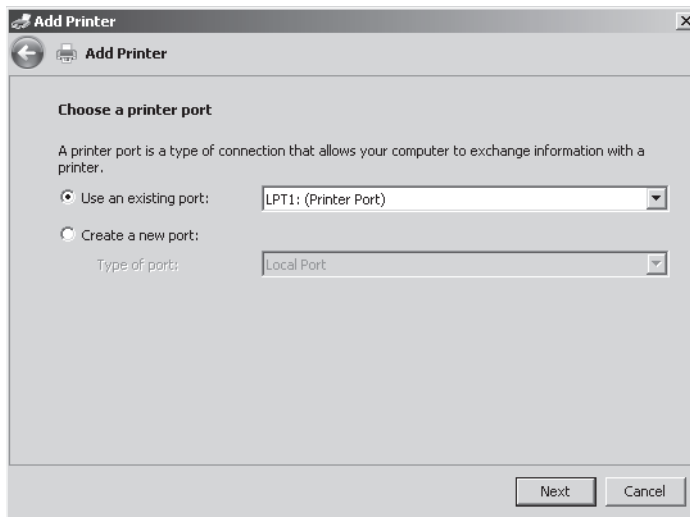 Add Printer
Add Printer
Choose a printer port
A printer port is a type of connection that allows your computer to exchange information with a
printer.
Use an existing port: LPT1: (Printer Port)
Create a new port:
Type of port: Local Port
Next Cancel